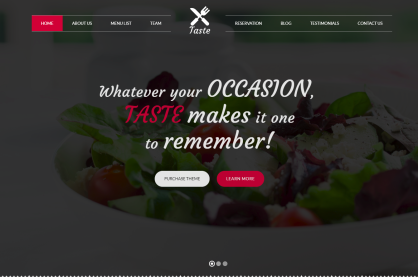 HOME ABOUT US MENU LIST TEAM RESERVATION BLOG TESTIMONIALS CONTACT US
Taste
Whatever your OCCASION,
TASTE makes it one
to remember!
PURCHASE THEME LEARN MORE